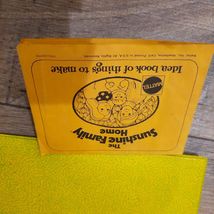 The
Sunshine Family
Home
MATTEL
Idea book of things to make